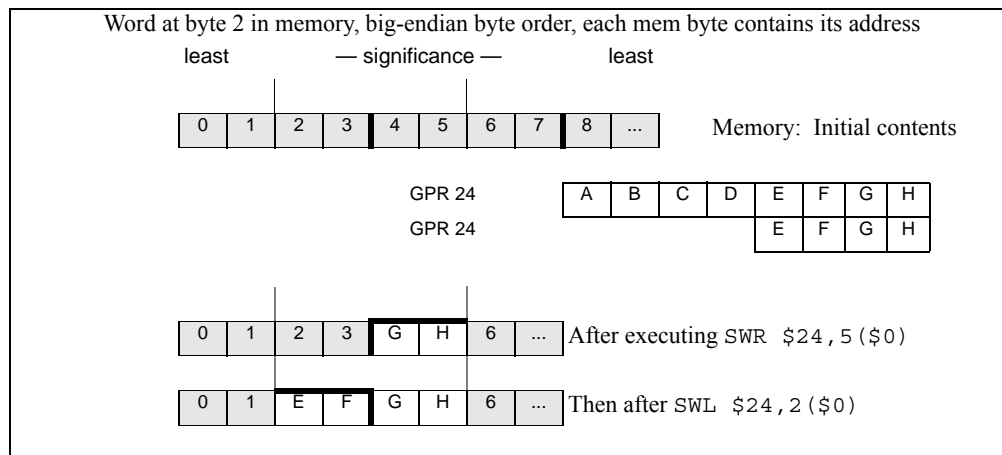 Word at byte 2 in memory, big-endian byte order, each mem byte contains its address
least — significance — least
0 1 2 3 4 5 6 7 8 ... Memory: Initial contents
GPR 24 A B C D E F G H
GPR 24 E F G H
0 1 2 3 G H 6 ... After executing SWR $24,5($0)
0 1 E F G H 6 ... Then after SWL $24,2($0)